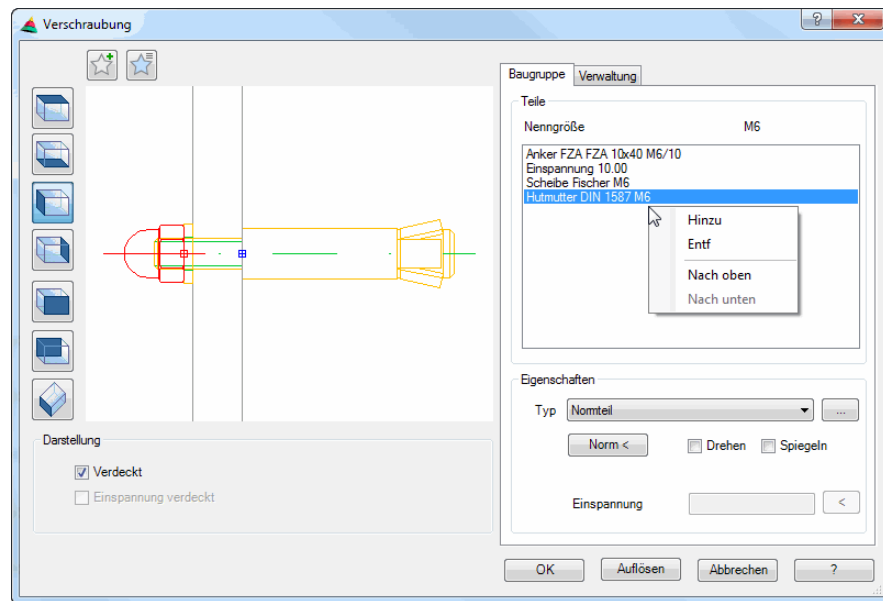 Verschraubung
Baugruppe
Verwaltung
Teile
Nenngröße M6
Anker FZA FZA 10x40 M6/10
Einspannung 10.00
Scheibe Fischer M6
Hutmutter DIN 1587 M6
Hinzu
Entf
Nach oben
Nach unten
Eigenschaften
Typ Normteil ...
Norm < Drehen Spiegeln
Einspannung <
Darstellung
Verdeckt
Einspannung verdeckt
OK Auflösen Abbrechen ?